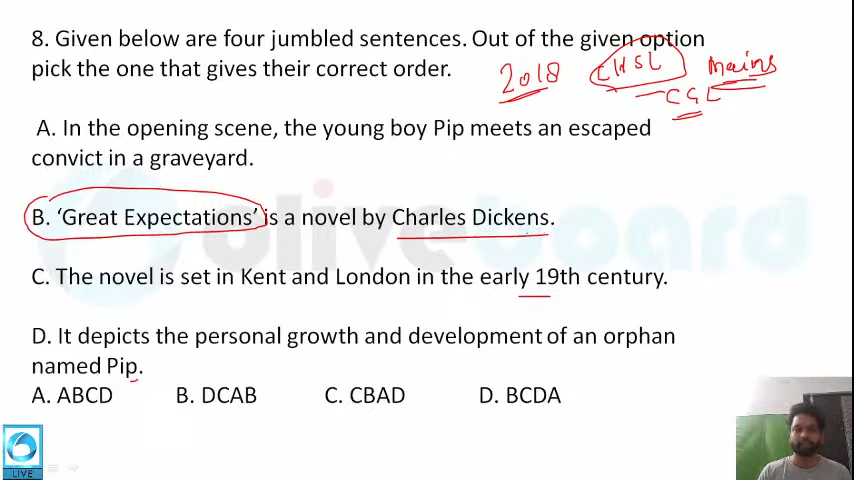 8. Given below are four jumbled sentences. Out of the given option
pick the one that gives their correct order.
2018 CHSL Mains
CGL
A. In the opening scene, the young boy Pip meets an escaped
convict in a graveyard.
B. ‘Great Expectations’ is a novel by Charles Dickens.
C. The novel is set in Kent and London in the early 19th century.
D. It depicts the personal growth and development of an orphan
named Pip.
A. ABCD B. DCAB C. CBAD D. BCDA
oliveboard
LIVE